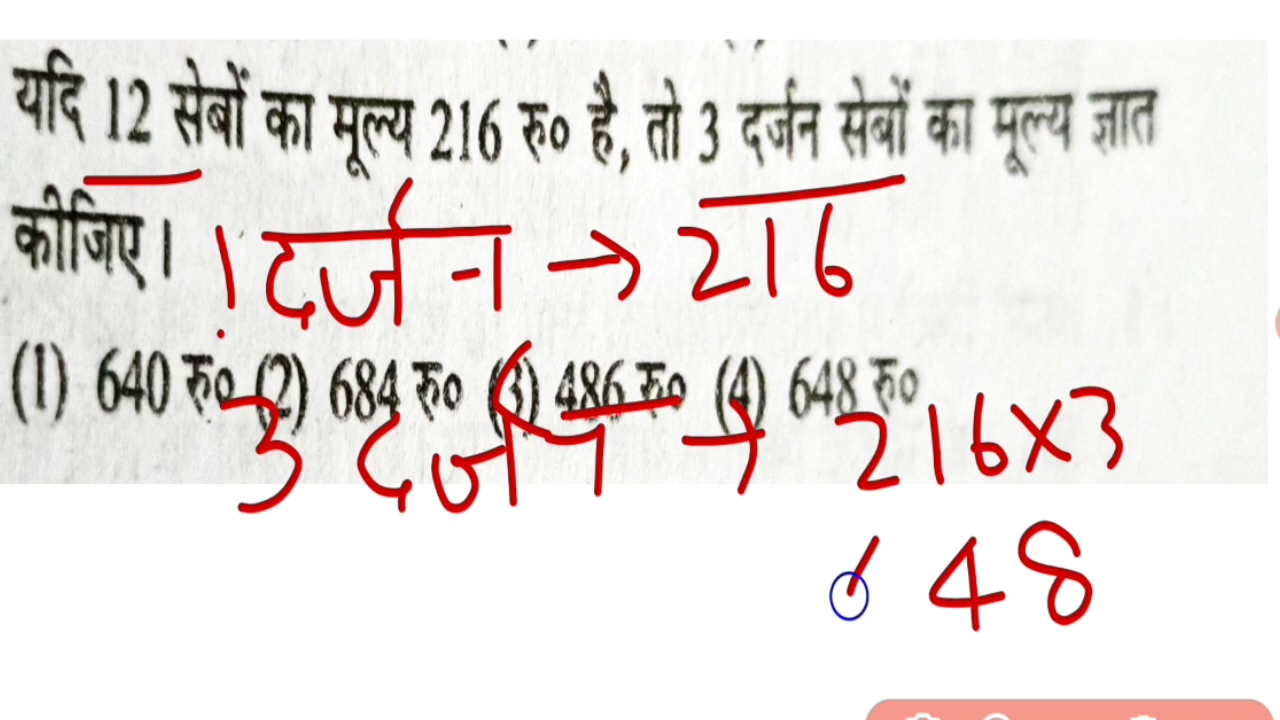 यदि 12 सेबों का मूल्य 216 रु० है, तो 3 दर्जन सेबों का मूल्य ज्ञात
कीजिए।
1 दर्जन → 216
(1) 640 रु० (2) 684 रु० (3) 486 रु० (4) 648 रु०
3 दर्जन → 216×3
48